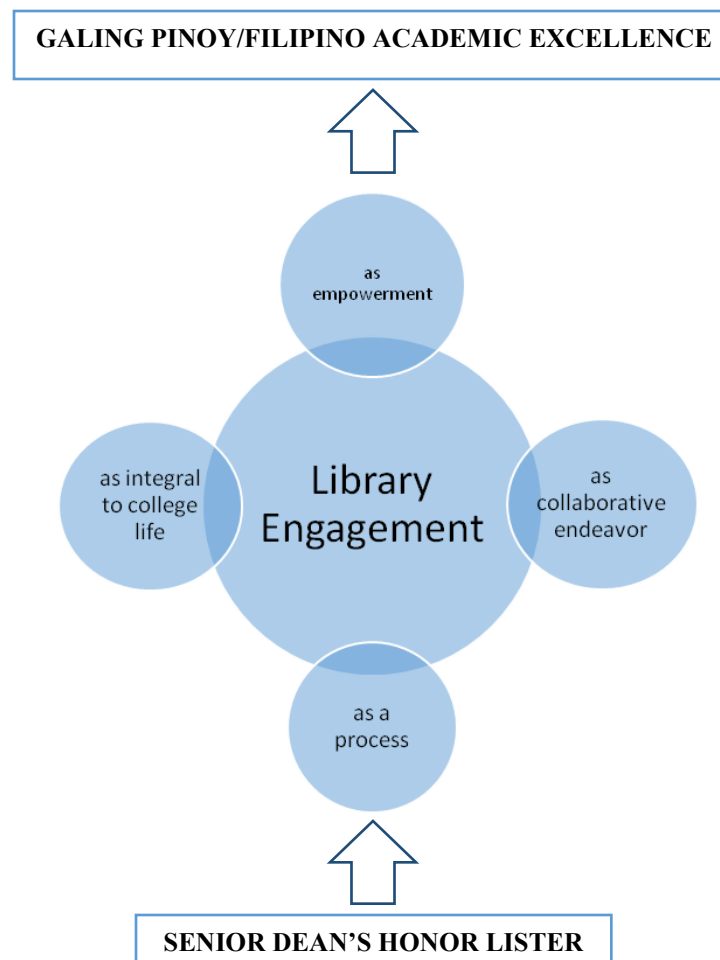 GALING PINOY/FILIPINO ACADEMIC EXCELLENCE
as
empowerment
as integral
to college
life
Library
Engagement
as
collaborative
endeavor
as a
process
SENIOR DEAN'S HONOR LISTER